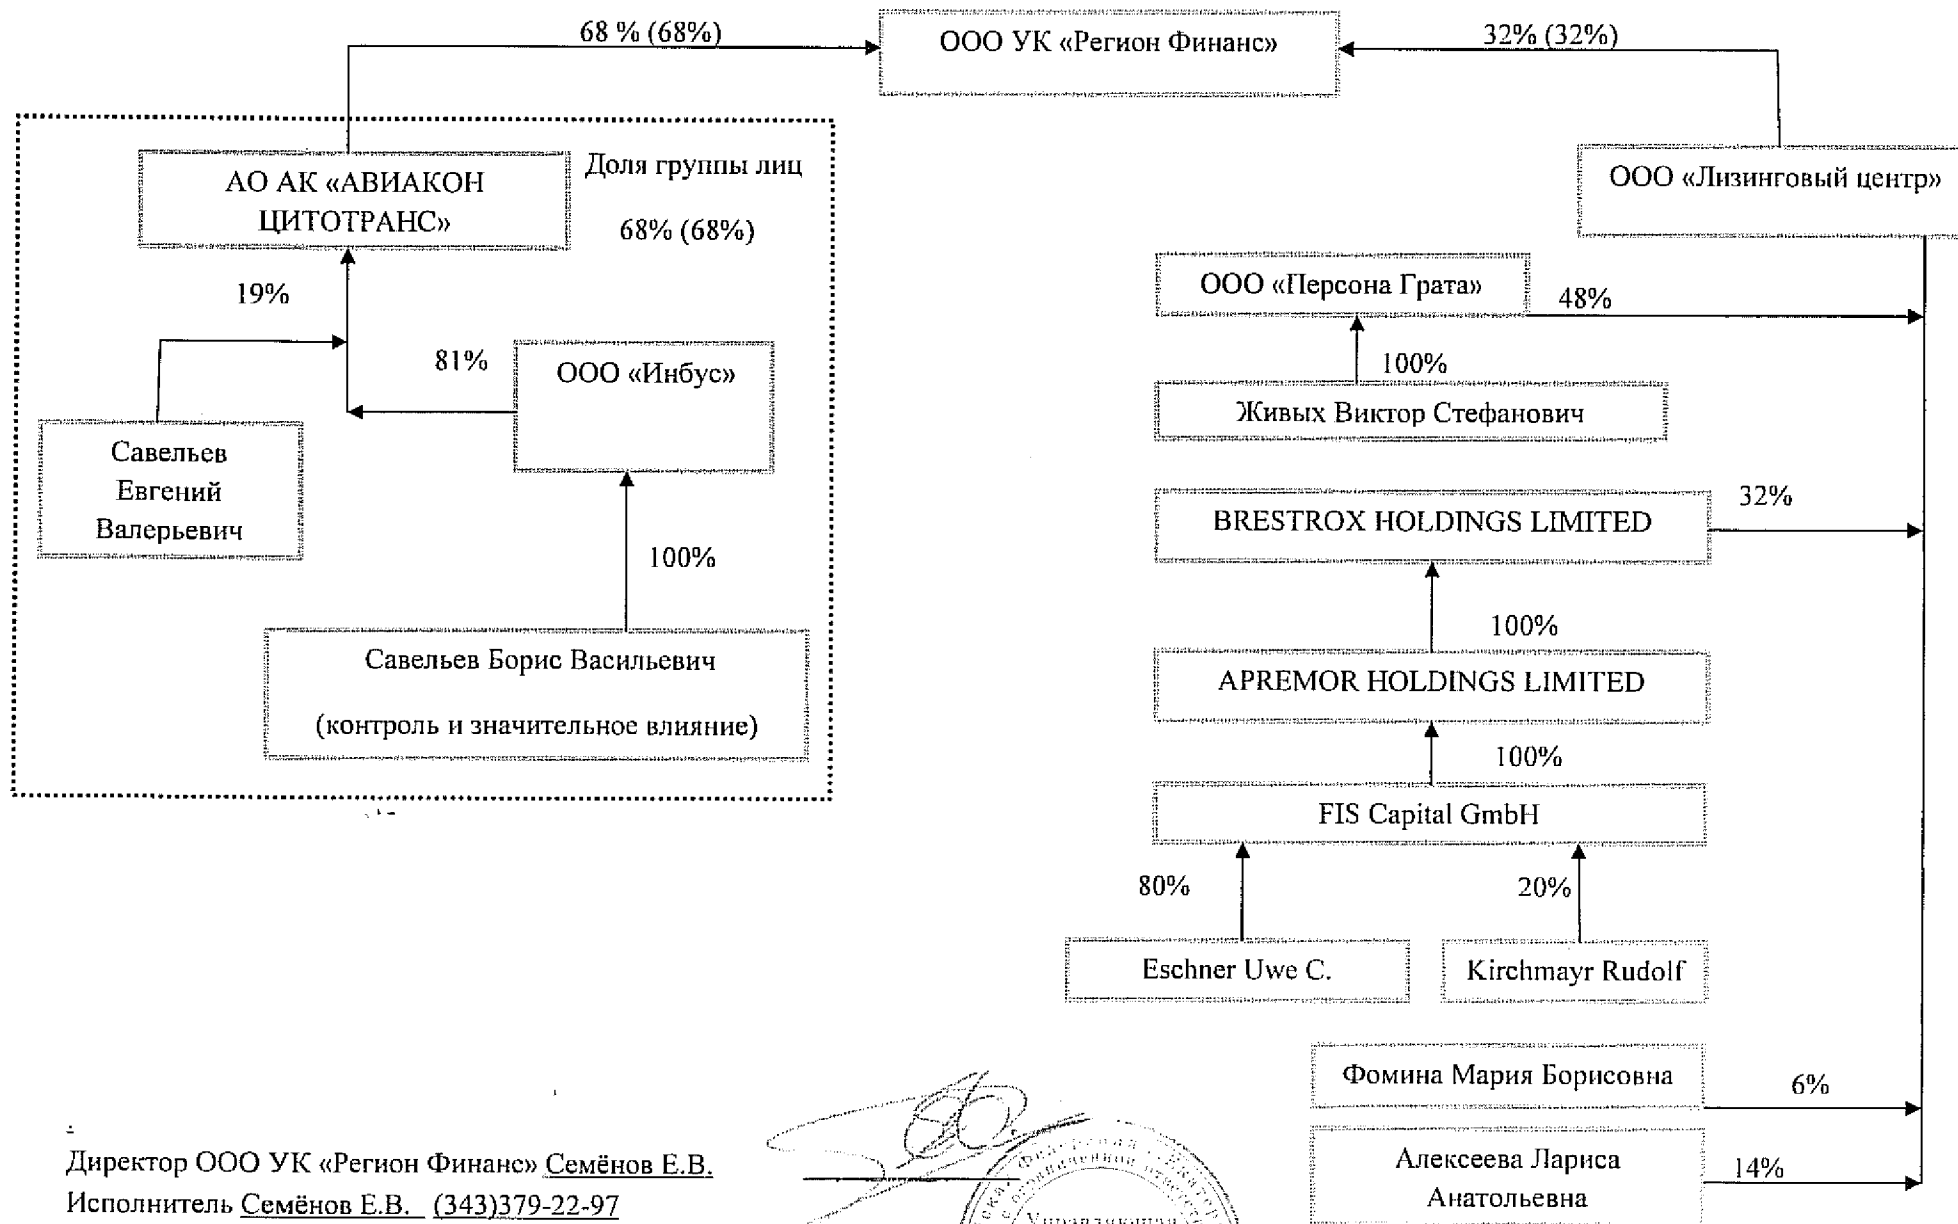 68 % (68%)
ООО УК «Регион Финанс»
32% (32%)
АО АК «АВИАКОН
ЦИТОТРАНС»
Доля группы лиц
68% (68%)
ООО «Лизинговый центр»
19%
81%
ООО «Инбус»
Савельев
Евгений
Валерьевич
100%
Савельев Борис Васильевич
(контроль и значительное влияние)
ООО «Персона Грата»
48%
100%
Живых Виктор Стефанович
BRESTROX HOLDINGS LIMITED
32%
100%
APREMOR HOLDINGS LIMITED
100%
FIS Capital GmbH
80%
20%
Eschner Uwe C.
Kirchmayr Rudolf
Фомина Мария Борисовна
6%
Алексеева Лариса
Анатольевна
14%
Директор ООО УК «Регион Финанс» Семёнов Е.В.
Исполнитель Семёнов Е.В. (343)379-22-97
Управляющая